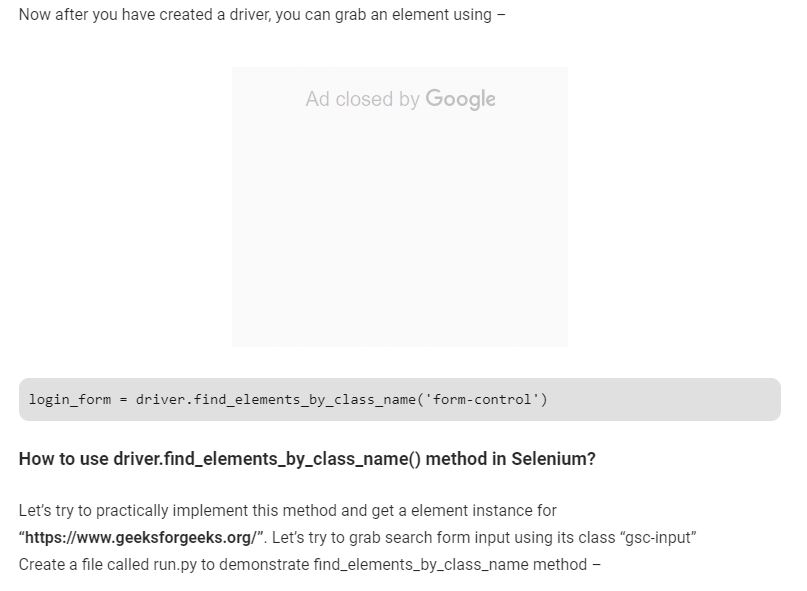 Now after you have created a driver, you can grab an element using –
Ad closed by Google
login_form = driver.find_elements_by_class_name('form-control')
How to use driver.find_elements_by_class_name() method in Selenium?
Let’s try to practically implement this method and get a element instance for
“https://www.geeksforgeeks.org/”. Let’s try to grab search form input using its class “gsc-input”
Create a file called run.py to demonstrate find_elements_by_class_name method –